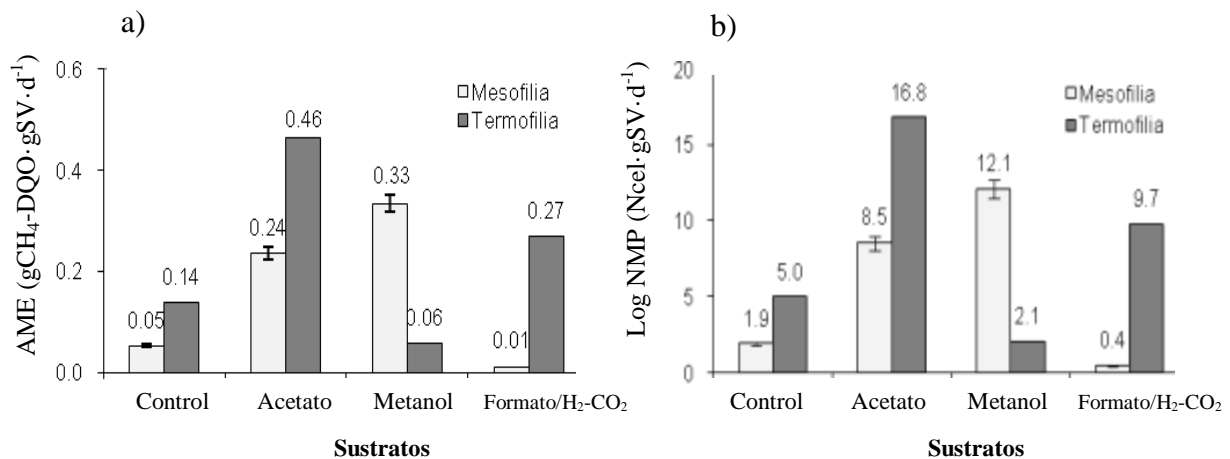 a)
AME (gCH₄-DQO·gSV·d⁻¹)
0.6
0.4
0.2
0.0
Mesofilia
Termofilia
0.05
0.14
0.24
0.46
0.33
0.06
0.01
0.27
Control
Acetato
Metanol
Formato/H₂-CO₂
Sustratos
b)
Log NMP (Ncel·gSV·d⁻¹)
20
15
10
5
0
Mesofilia
Termofilia
1.9
5.0
8.5
16.8
12.1
2.1
0.4
9.7
Control
Acetato
Metanol
Formato/H₂-CO₂
Sustratos